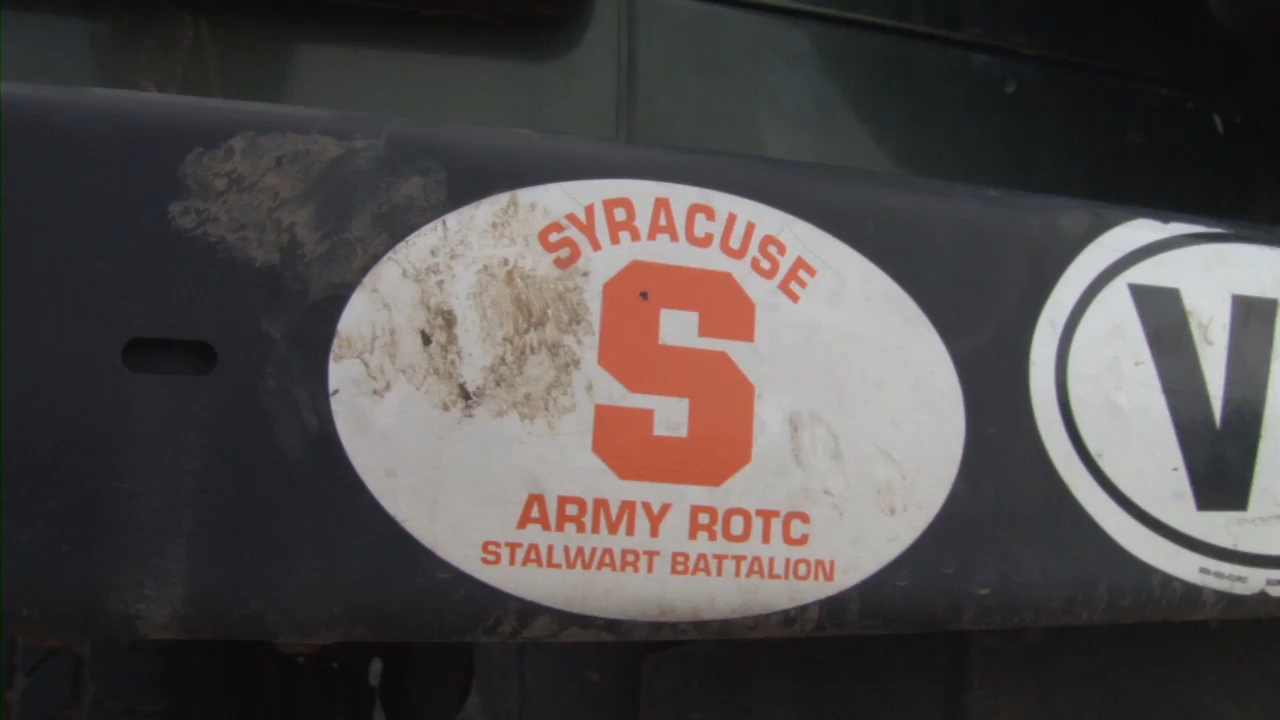 SYRACUSE
S
ARMY ROTC
STALWART BATTALION
V